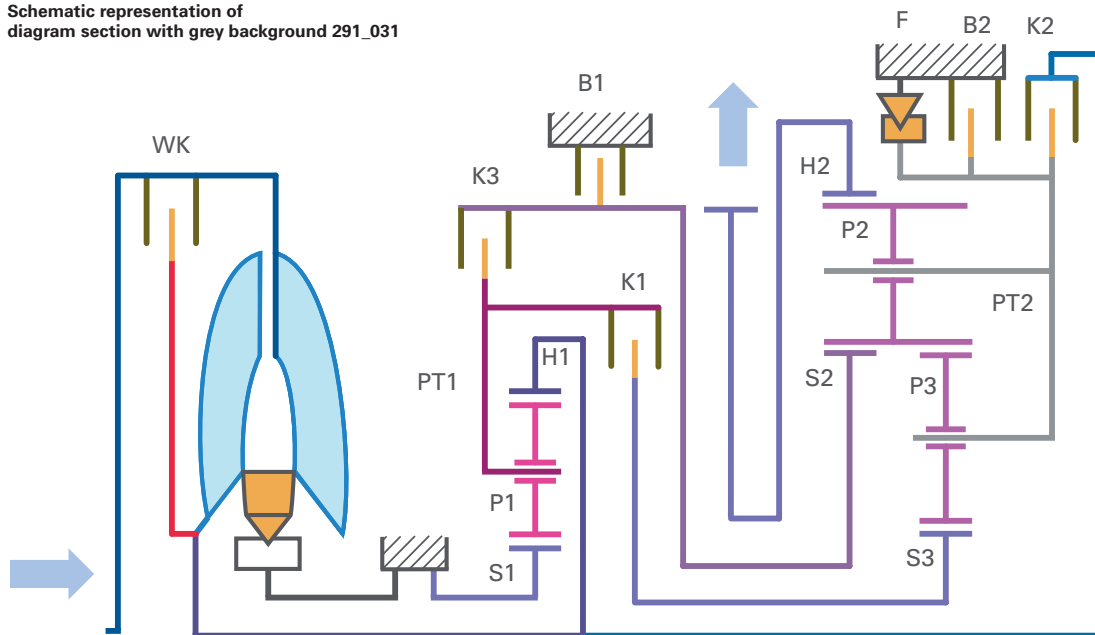 Schematic representation of
diagram section with grey background 291_031
F
B2
K2
B1
WK
H2
K3
P2
K1
PT2
H1
PT1
S2
P3
P1
S1
S3